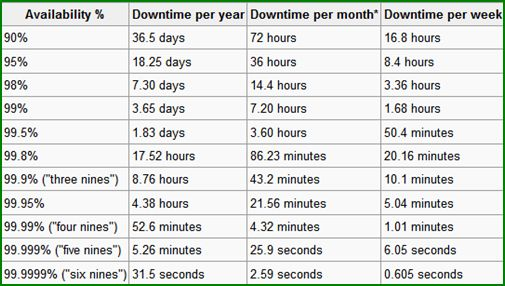 Availability % Downtime per year Downtime per month* Downtime per week
90% 36.5 days 72 hours 16.8 hours
95% 18.25 days 36 hours 8.4 hours
98% 7.30 days 14.4 hours 3.36 hours
99% 3.65 days 7.20 hours 1.68 hours
99.5% 1.83 days 3.60 hours 50.4 minutes
99.8% 17.52 hours 86.23 minutes 20.16 minutes
99.9% ("three nines") 8.76 hours 43.2 minutes 10.1 minutes
99.95% 4.38 hours 21.56 minutes 5.04 minutes
99.99% ("four nines") 52.6 minutes 4.32 minutes 1.01 minutes
99.999% ("five nines") 5.26 minutes 25.9 seconds 6.05 seconds
99.9999% ("six nines") 31.5 seconds 2.59 seconds 0.605 seconds